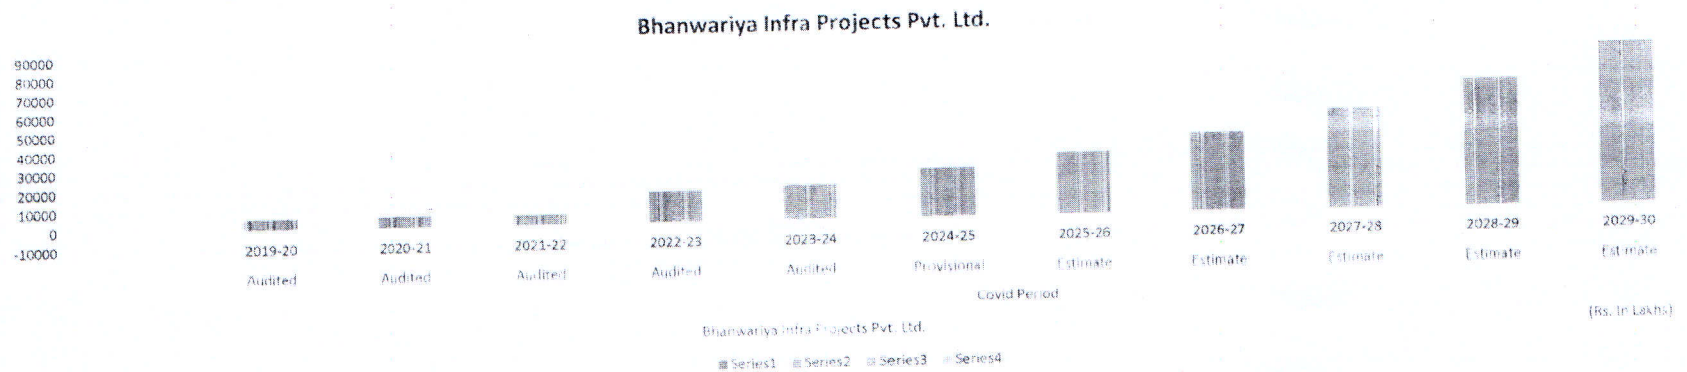 Bhanwariya Infra Projects Pvt. Ltd.
90000
80000
70000
60000
50000
40000
30000
20000
10000
0
-10000
2019-20 2020-21 2021-22 2022-23 2023-24 2024-25 2025-26 2026-27 2027-28 2028-29 2029-30
Audited Audited Audited Audited Audited Provisional Estimate Estimate Estimate Estimate Estimate
Covid Period
(Rs. In Lakhs)
Bhanwariya Infra Projects Pvt. Ltd.
Series1 Series2 Series3 Series4